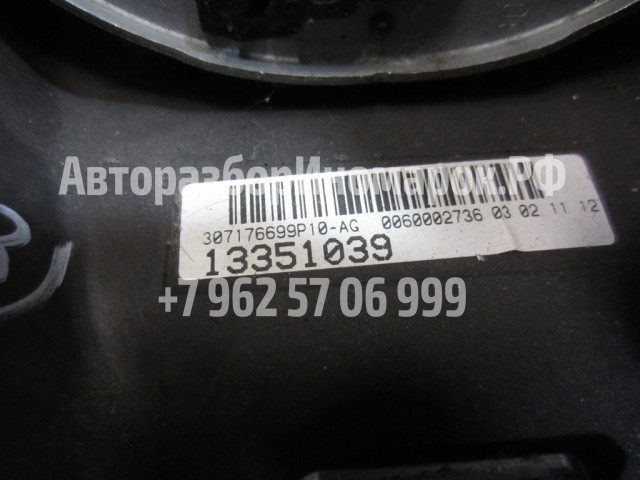 АвторазборИномарок.РФ
307176699P10-AG 0060002736 03 02 11 12
13351039
+7 962 57 06 999